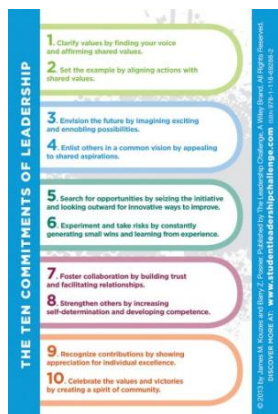 THE TEN COMMITMENTS OF LEADERSHIP
1. Clarify values by finding your voice
and affirming shared values.
2. Set the example by aligning actions with
shared values.
3. Envision the future by imagining exciting
and ennobling possibilities.
4. Enlist others in a common vision by appealing
to shared aspirations.
5. Search for opportunities by seizing the initiative
and looking outward for innovative ways to improve.
6. Experiment and take risks by constantly
generating small wins and learning from experience.
7. Foster collaboration by building trust
and facilitating relationships.
8. Strengthen others by increasing
self-determination and developing competence.
9. Recognize contributions by showing
appreciation for individual excellence.
10. Celebrate the values and victories
by creating a spirit of community.
© 2013 by James M. Kouzes and Barry Z. Posner. Published by The Leadership Challenge, A Wiley Brand. All Rights Reserved.
DISCOVER MORE AT: www.studentleadershipchallenge.com